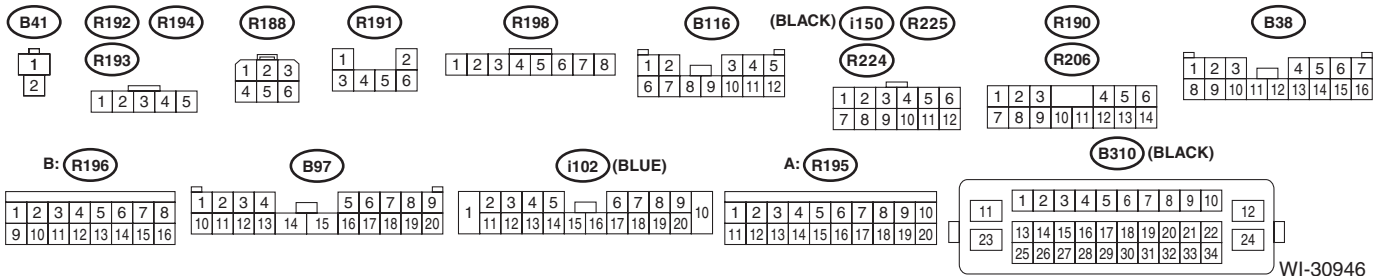 B41 R192 R194 R188 R191 R198 B116 (BLACK) i150 R225 R190 B38
R193 R224 R206
1
2
1 2 3 4 5
1 2 3
4 5 6
1 2
3 4 5 6
1 2 3 4 5 6 7 8
1 2 3 4 5
6 7 8 9 10 11 12
1 2 3 4 5 6
7 8 9 10 11 12
1 2 3 4 5 6
7 8 9 10 11 12 13 14
1 2 3 4 5 6 7
8 9 10 11 12 13 14 15 16
B: R196 B97 i102 (BLUE) A: R195 B310 (BLACK)
1 2 3 4 5 6 7 8
9 10 11 12 13 14 15 16
1 2 3 4 5 6 7 8 9
10 11 12 13 14 15 16 17 18 19 20
1 2 3 4 5 6 7 8 9 10
11 12 13 14 15 16 17 18 19 20
1 2 3 4 5 6 7 8 9 10
11 12 13 14 15 16 17 18 19 20
11 1 2 3 4 5 6 7 8 9 10 12
23 13 14 15 16 17 18 19 20 21 22 24
25 26 27 28 29 30 31 32 33 34
WI-30946